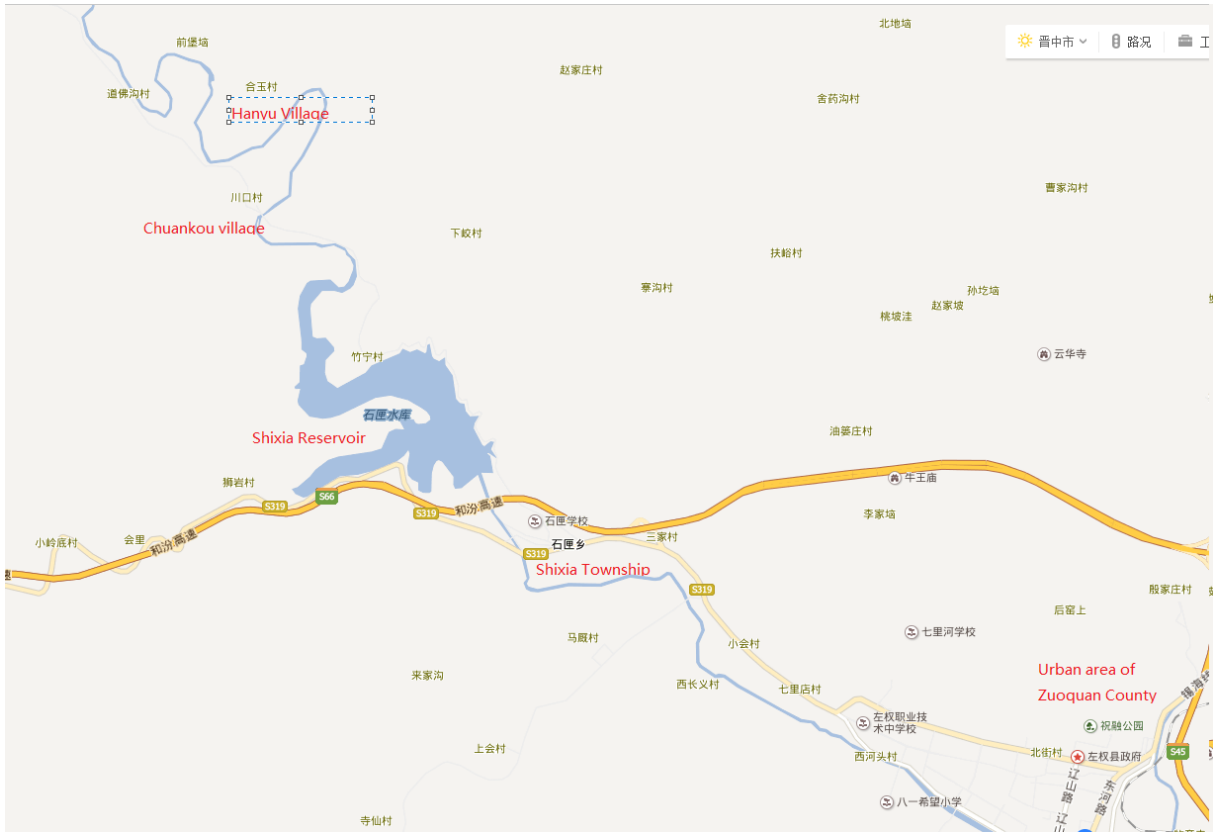 北地垴
晋中市
路况
工
前堡垴
赵家庄村
合玉村
道佛沟村
舍药沟村
Hanyu Village
曹家沟村
川口村
Chuankou village
下峧村
扶峪村
寨沟村
孙圪垴
赵家坡
桃坡洼
竹宁村
云华寺
石匣水库
Shixia Reservoir
油篓庄村
狮岩村
牛王庙
S66
S319
和汾高速
S319
石匣学校
李家垴
小岭底村
会里
和汾高速
石匣乡
三家村
S319
速
Shixia Township
S319
殷家庄村
后窑上
马厩村
七里河学校
小会村
来家沟
西长义村
七里店村
Urban area of
Zuoquan County
锡海线
左权职业技
术中学校
祝融公园
上会村
西河头村
北街村
左权县政府
S45
辽山路
东河路
八一希望小学
辽山
寺仙村